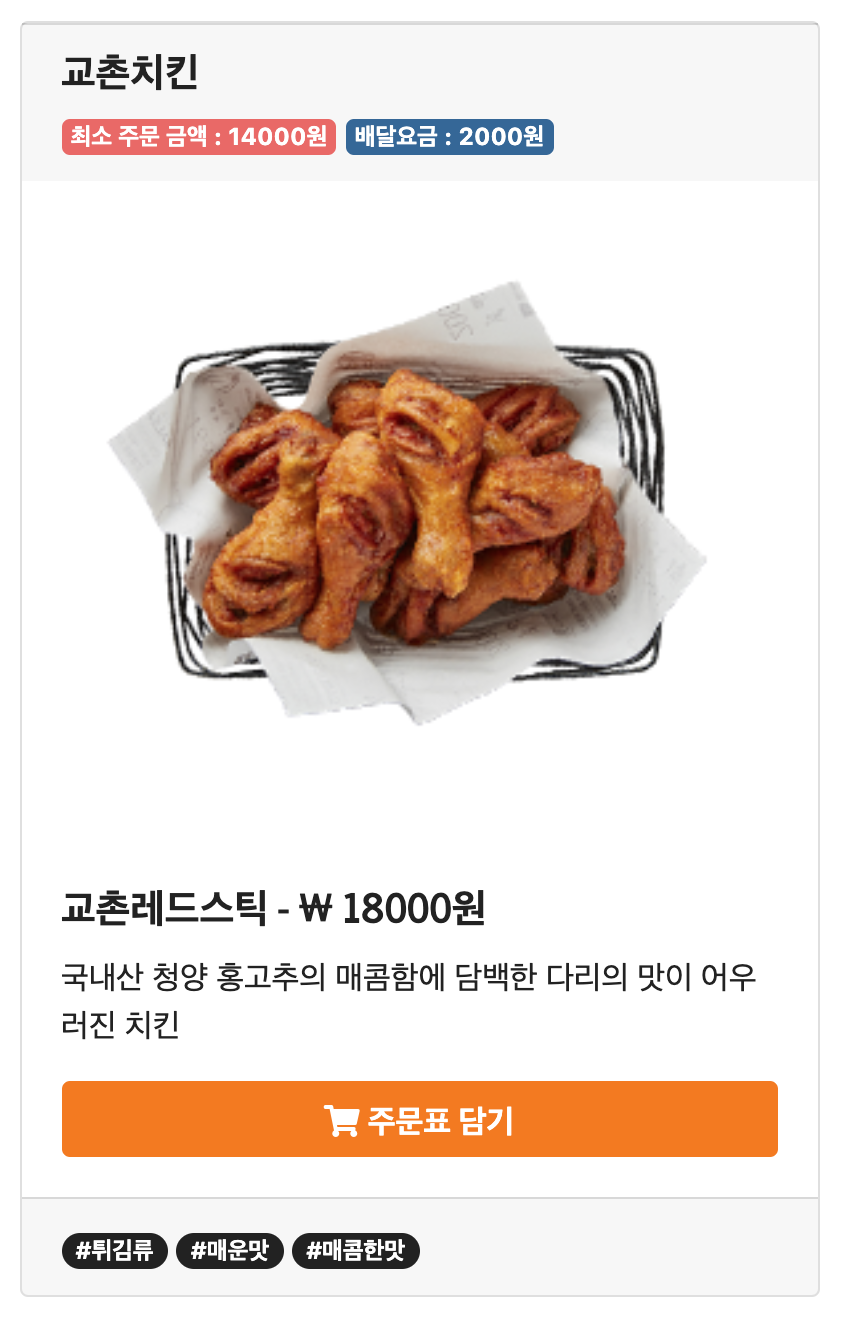 교촌치킨
최소 주문 금액 : 14000원 배달요금 : 2000원
교촌레드스틱 - ₩ 18000원
국내산 청양 홍고추의 매콤함에 담백한 다리의 맛이 어우
러진 치킨
주문표 담기
#튀김류 #매운맛 #매콤한맛